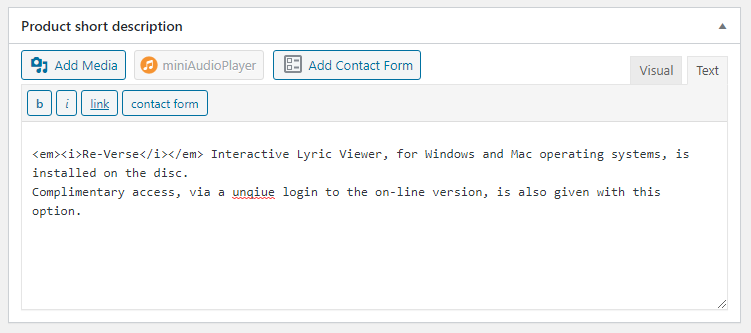 Product short description
Add Media
miniAudioPlayer
Add Contact Form
Visual
Text
b
i
link
contact form
<em><i>Re-Verse</i></em> Interactive Lyric Viewer, for Windows and Mac operating systems, is
installed on the disc.
Complimentary access, via a unqiue login to the on-line version, is also given with this
option.